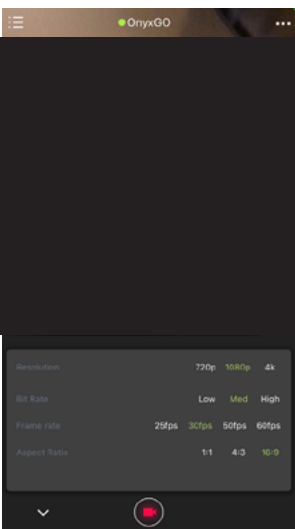 OnyxGO
Resolution 720p 1080p 4k
Bit Rate Low Med High
Frame rate 25fps 30fps 50fps 60fps
Aspect Ratio 1:1 4:3 16:9